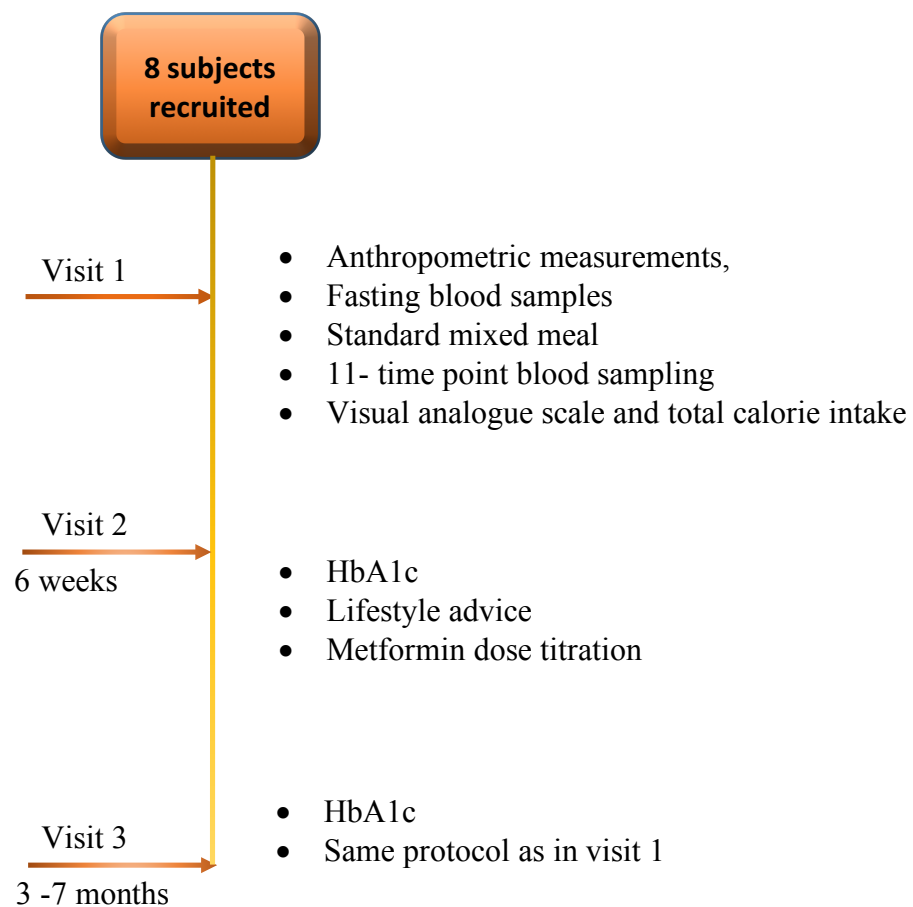 8 subjects
recruited
Visit 1
• Anthropometric measurements,
• Fasting blood samples
• Standard mixed meal
• 11- time point blood sampling
• Visual analogue scale and total calorie intake
Visit 2
6 weeks
• HbA1c
• Lifestyle advice
• Metformin dose titration
Visit 3
3 -7 months
• HbA1c
• Same protocol as in visit 1